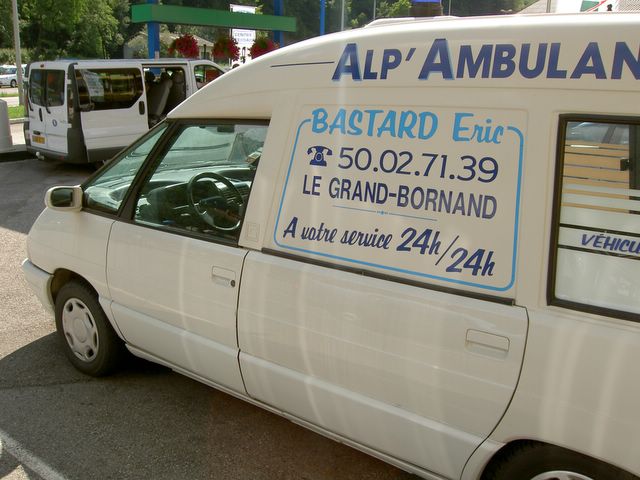 ALP' AMBULAN
BASTARD Eric
☎ 50.02.71.39
LE GRAND-BORNAND
A votre service 24h/24h
VÉHICU